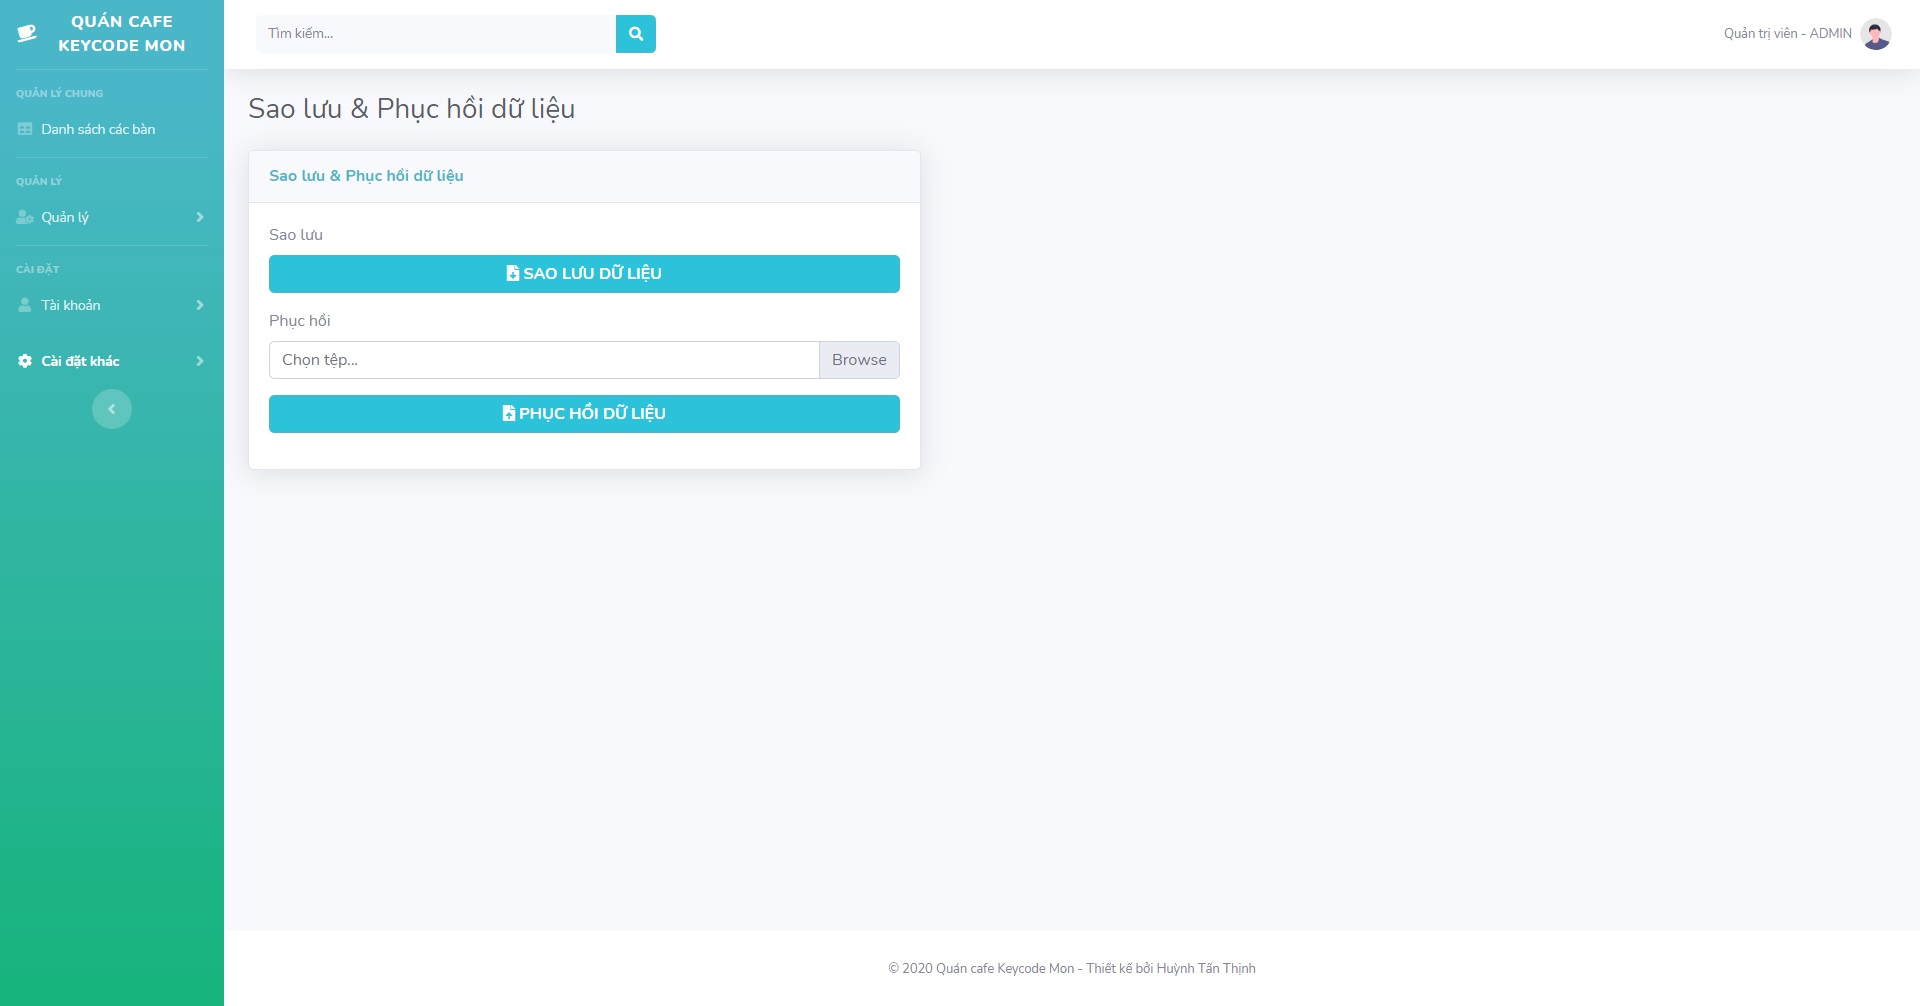 QUÁN CAFE
KEYCODE MON
QUẢN LÝ CHUNG
Danh sách các bàn
QUẢN LÝ
Quản lý
CÀI ĐẶT
Tài khoản
Cài đặt khác
Tìm kiếm...
Quản trị viên - ADMIN
Sao lưu & Phục hồi dữ liệu
Sao lưu & Phục hồi dữ liệu
Sao lưu
SAO LƯU DỮ LIỆU
Phục hồi
Chọn tệp... Browse
PHỤC HỒI DỮ LIỆU
© 2020 Quán cafe Keycode Mon - Thiết kế bởi Huỳnh Tấn Thịnh